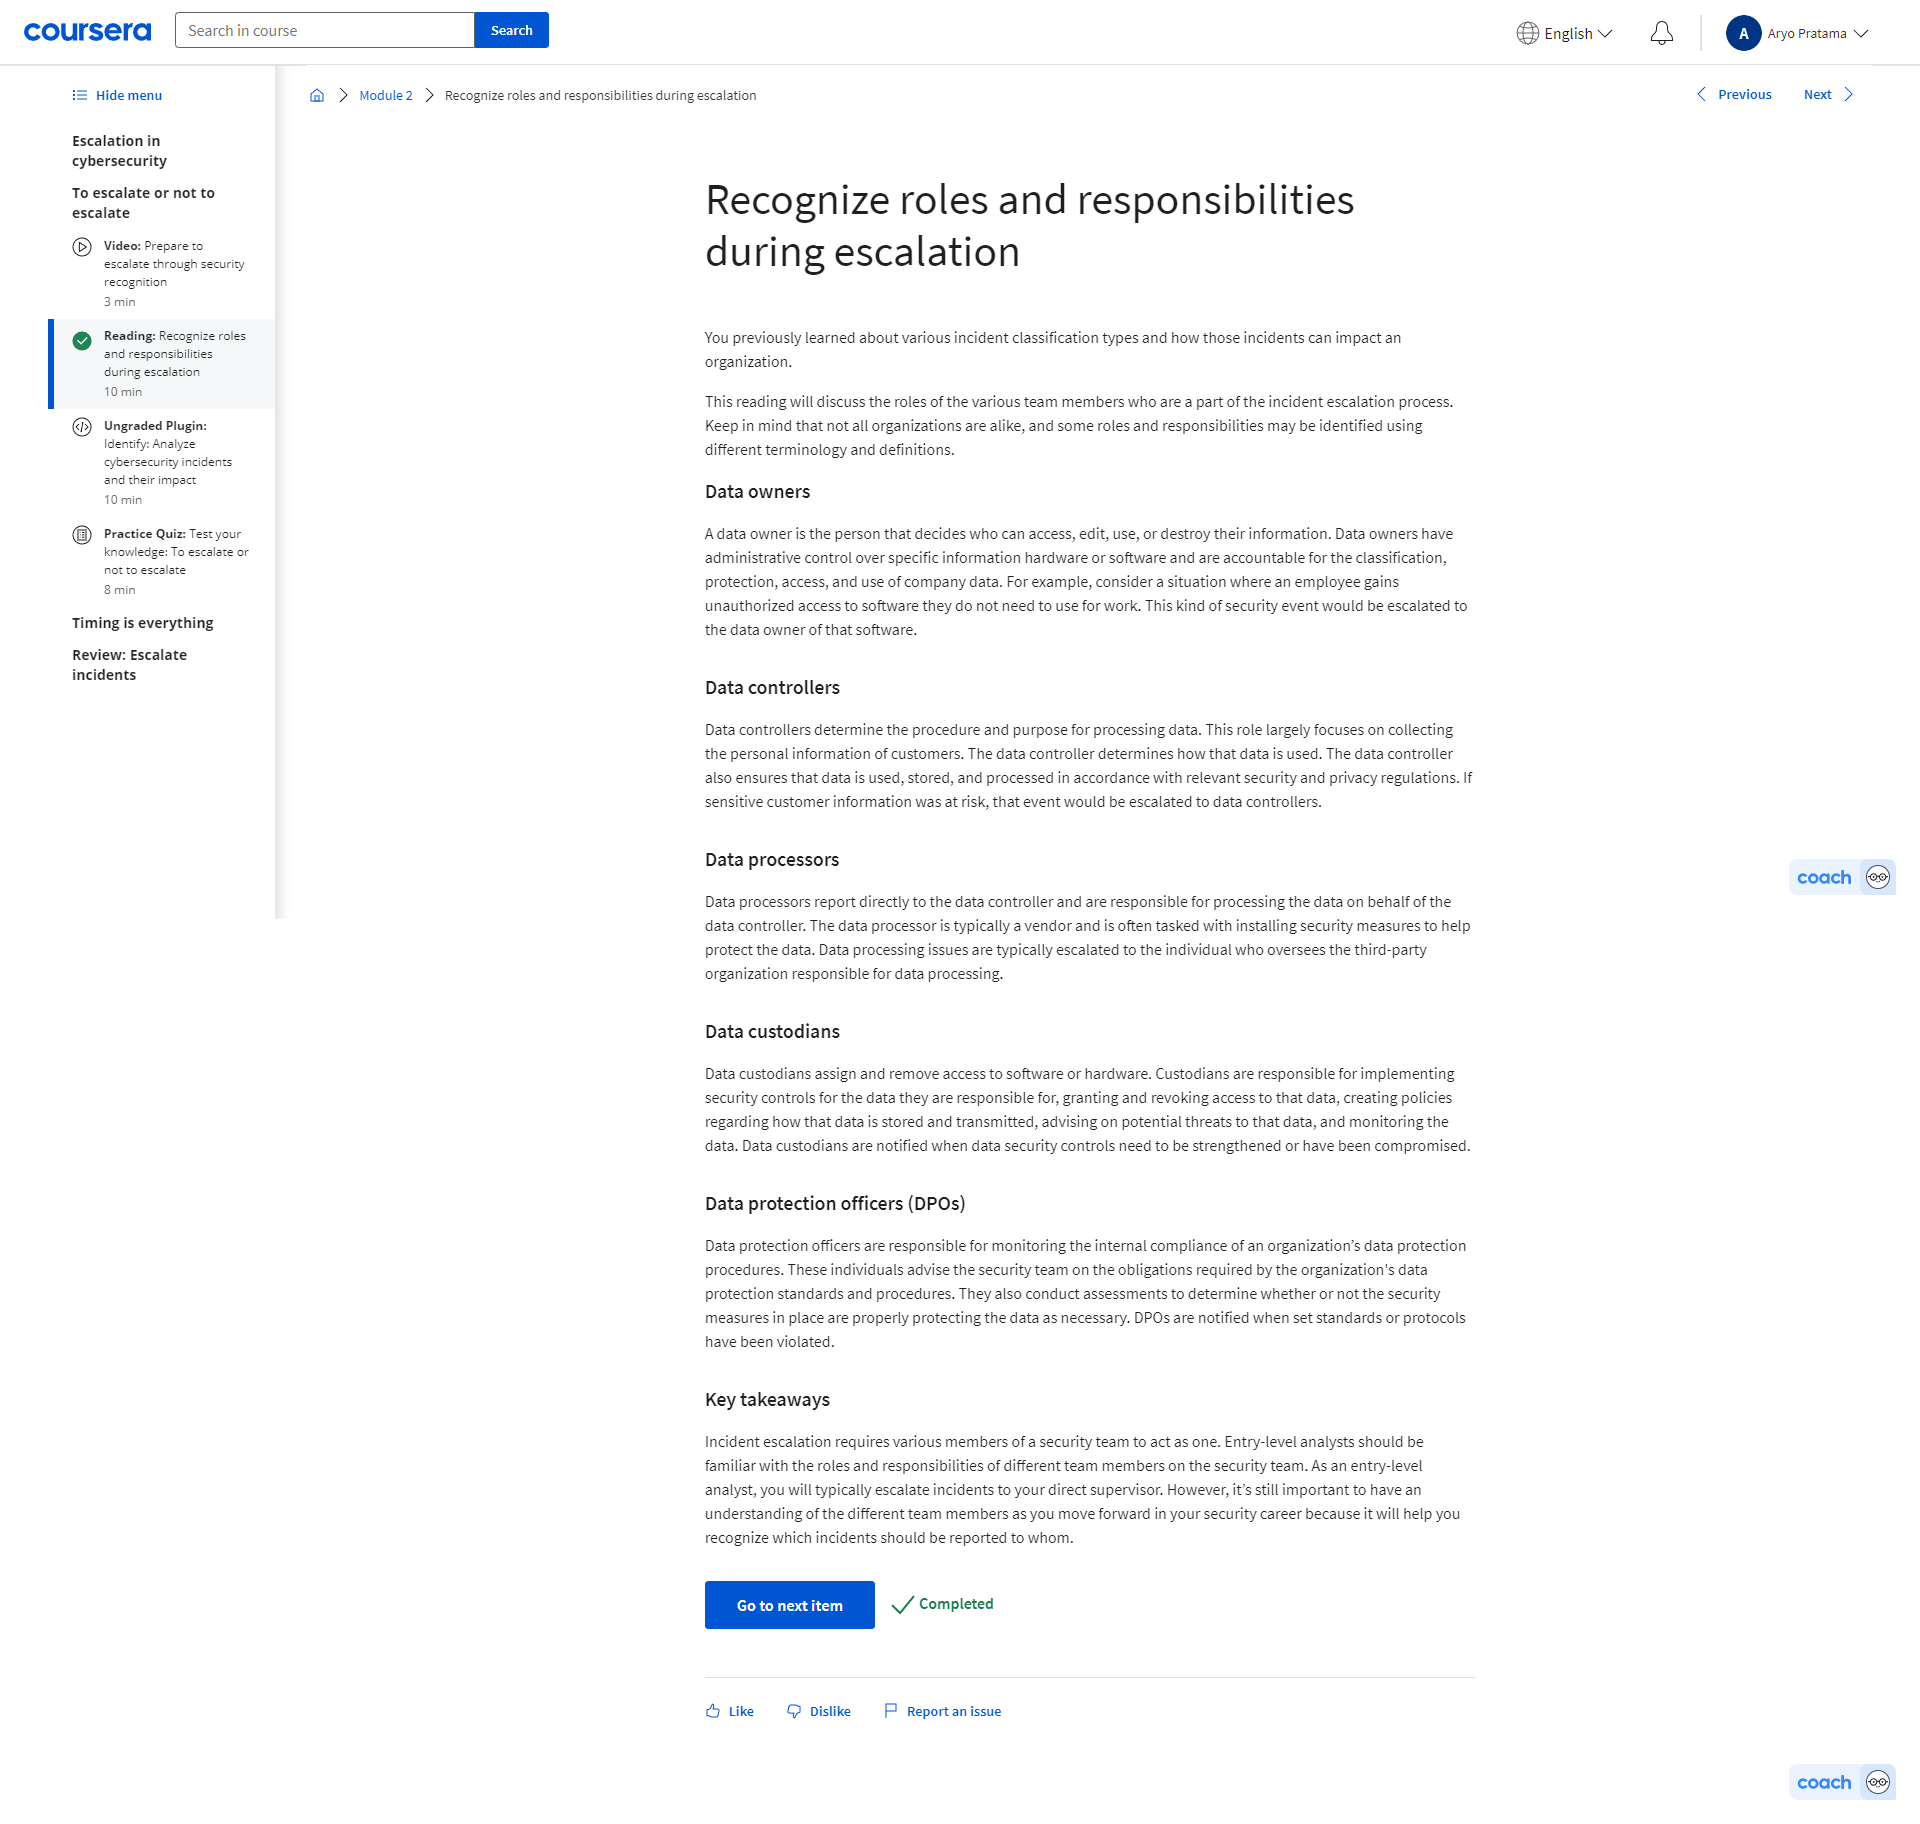 coursera
Search in course
Search
English
A
Aryo Pratama
Hide menu
Escalation in
cybersecurity
To escalate or not to
escalate
Video: Prepare to
escalate through security
recognition
3 min
Reading: Recognize roles
and responsibilities
during escalation
10 min
Ungraded Plugin:
Identify: Analyze
cybersecurity incidents
and their impact
10 min
Practice Quiz: Test your
knowledge: To escalate or
not to escalate
8 min
Timing is everything
Review: Escalate
incidents
Module 2
Recognize roles and responsibilities during escalation
Previous
Next
Recognize roles and responsibilities
during escalation
You previously learned about various incident classification types and how those incidents can impact an
organization.
This reading will discuss the roles of the various team members who are a part of the incident escalation process.
Keep in mind that not all organizations are alike, and some roles and responsibilities may be identified using
different terminology and definitions.
Data owners
A data owner is the person that decides who can access, edit, use, or destroy their information. Data owners have
administrative control over specific information hardware or software and are accountable for the classification,
protection, access, and use of company data. For example, consider a situation where an employee gains
unauthorized access to software they do not need to use for work. This kind of security event would be escalated to
the data owner of that software.
Data controllers
Data controllers determine the procedure and purpose for processing data. This role largely focuses on collecting
the personal information of customers. The data controller determines how that data is used. The data controller
also ensures that data is used, stored, and processed in accordance with relevant security and privacy regulations. If
sensitive customer information was at risk, that event would be escalated to data controllers.
Data processors
Data processors report directly to the data controller and are responsible for processing the data on behalf of the
data controller. The data processor is typically a vendor and is often tasked with installing security measures to help
protect the data. Data processing issues are typically escalated to the individual who oversees the third-party
organization responsible for data processing.
Data custodians
Data custodians assign and remove access to software or hardware. Custodians are responsible for implementing
security controls for the data they are responsible for, granting and revoking access to that data, creating policies
regarding how that data is stored and transmitted, advising on potential threats to that data, and monitoring the
data. Data custodians are notified when data security controls need to be strengthened or have been compromised.
Data protection officers (DPOs)
Data protection officers are responsible for monitoring the internal compliance of an organization’s data protection
procedures. These individuals advise the security team on the obligations required by the organization's data
protection standards and procedures. They also conduct assessments to determine whether or not the security
measures in place are properly protecting the data as necessary. DPOs are notified when set standards or protocols
have been violated.
Key takeaways
Incident escalation requires various members of a security team to act as one. Entry-level analysts should be
familiar with the roles and responsibilities of different team members on the security team. As an entry-level
analyst, you will typically escalate incidents to your direct supervisor. However, it’s still important to have an
understanding of the different team members as you move forward in your security career because it will help you
recognize which incidents should be reported to whom.
Go to next item
Completed
Like
Dislike
Report an issue
coach
coach